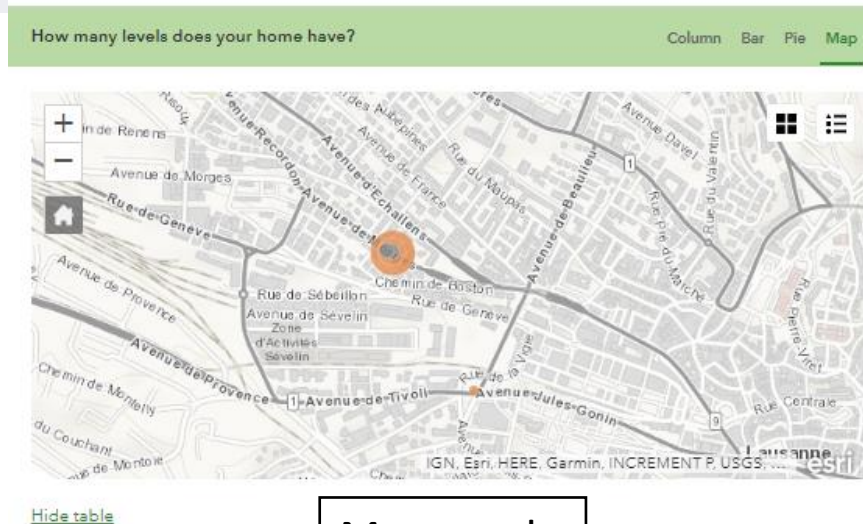 How many levels does your home have?
Column Bar Pie Map
+
−
Avenue de Morges
Rue-de-Genève
Avenue-Recordon
Avenue-d'Echallens
Avenue de France
Rue du Maupas
Avenue-de-Beaulieu
Avenue Davel
1
Rue du Valentin
Rue-Pré-du-Marché
Rue Pierre-Viret
Chemin de Boston
Rue de Genève
Rue de Sébeillon
Avenue de Sévelin
Zone
d'Activités
Sévelin
Avenue de Provence
Avenue-de-Provence
Chemin de Montelly
du Couchant
1
Avenue-de-Tivoli
Rue de la Vigie
Avenue-Jules-Gonin
9
Rue Centrale
Lausanne
IGN, Esri, HERE, Garmin, INCREMENT P, USGS, ...
esri
Hide table